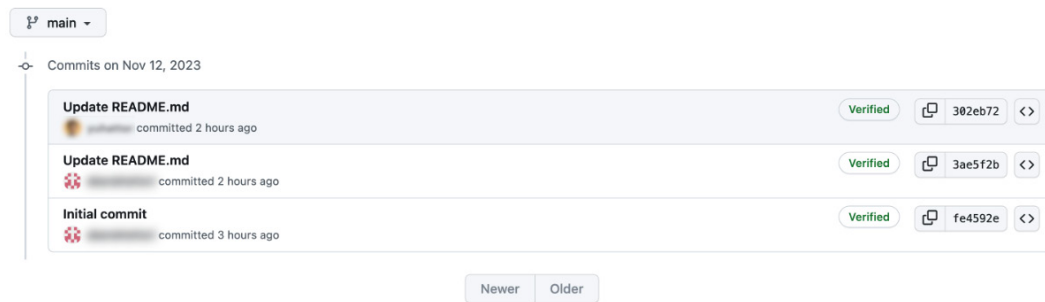 main
Commits on Nov 12, 2023
Update README.md
committed 2 hours ago
Verified
302eb72
Update README.md
committed 2 hours ago
Verified
3ae5f2b
Initial commit
committed 3 hours ago
Verified
fe4592e
Newer Older